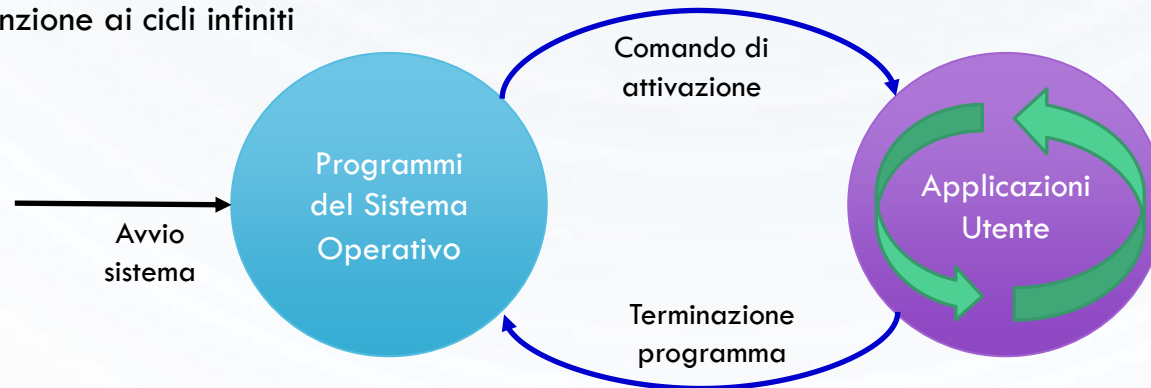 nzione ai cicli infiniti
Comando di
attivazione
Programmi
del Sistema
Operativo
Applicazioni
Utente
Avvio
sistema
Terminazione
programma